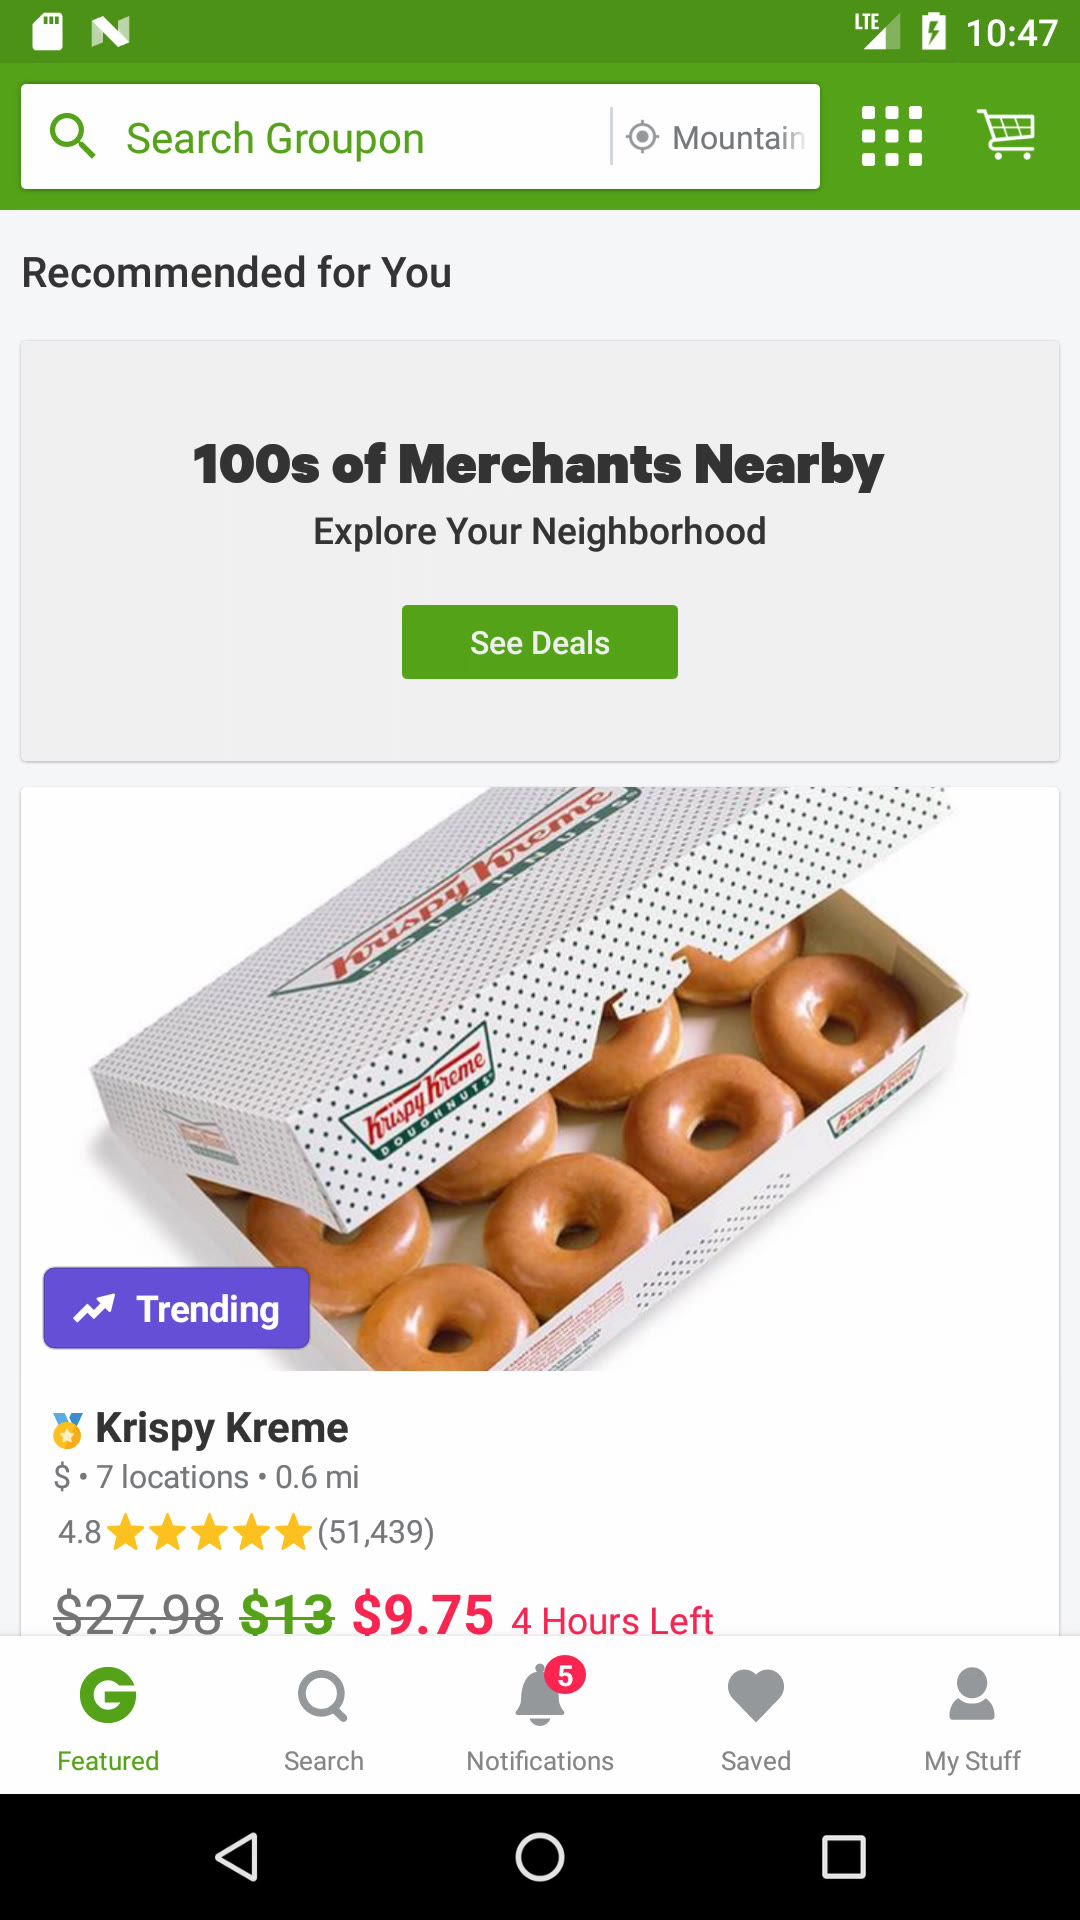 LTE 10:47
Search Groupon Mountain
Recommended for You
100s of Merchants Nearby
Explore Your Neighborhood
See Deals
Krispy Kreme
DOUGHNUTS
Krispy Kreme
DOUGHNUTS
Krispy Kreme
Trending
Krispy Kreme
$ • 7 locations • 0.6 mi
4.8 (51,439)
$27.98 $13 $9.75 4 Hours Left
5
Featured Search Notifications Saved My Stuff